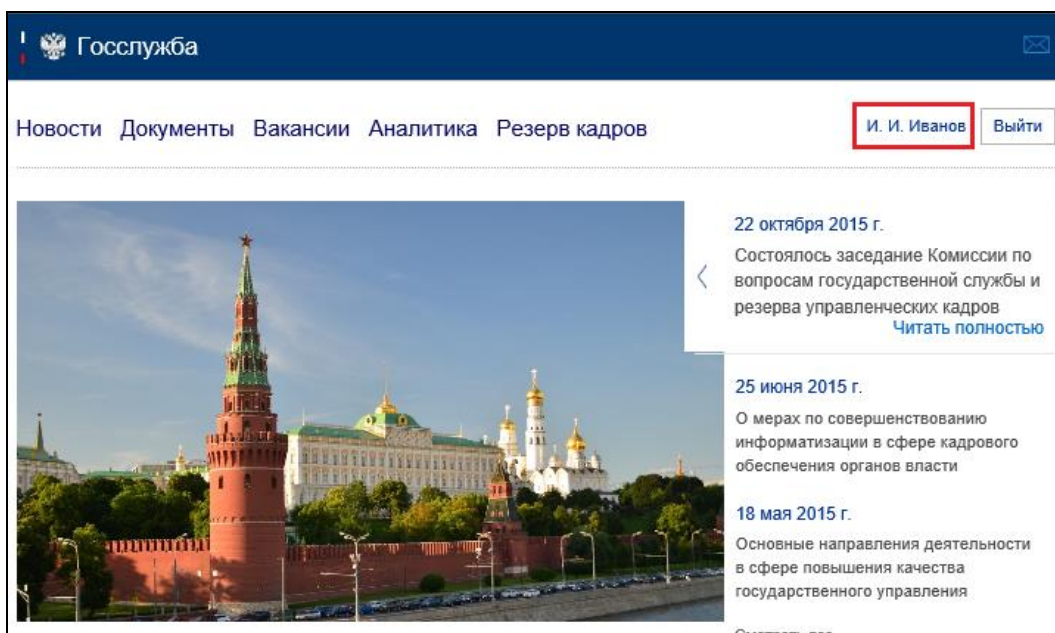 Госслужба
Новости Документы Вакансии Аналитика Резерв кадров
И. И. Иванов Выйти
22 октября 2015 г.
Состоялось заседание Комиссии по
вопросам государственной службы и
резерва управленческих кадров
Читать полностью
25 июня 2015 г.
О мерах по совершенствованию
информатизации в сфере кадрового
обеспечения органов власти
18 мая 2015 г.
Основные направления деятельности
в сфере повышения качества
государственного управления